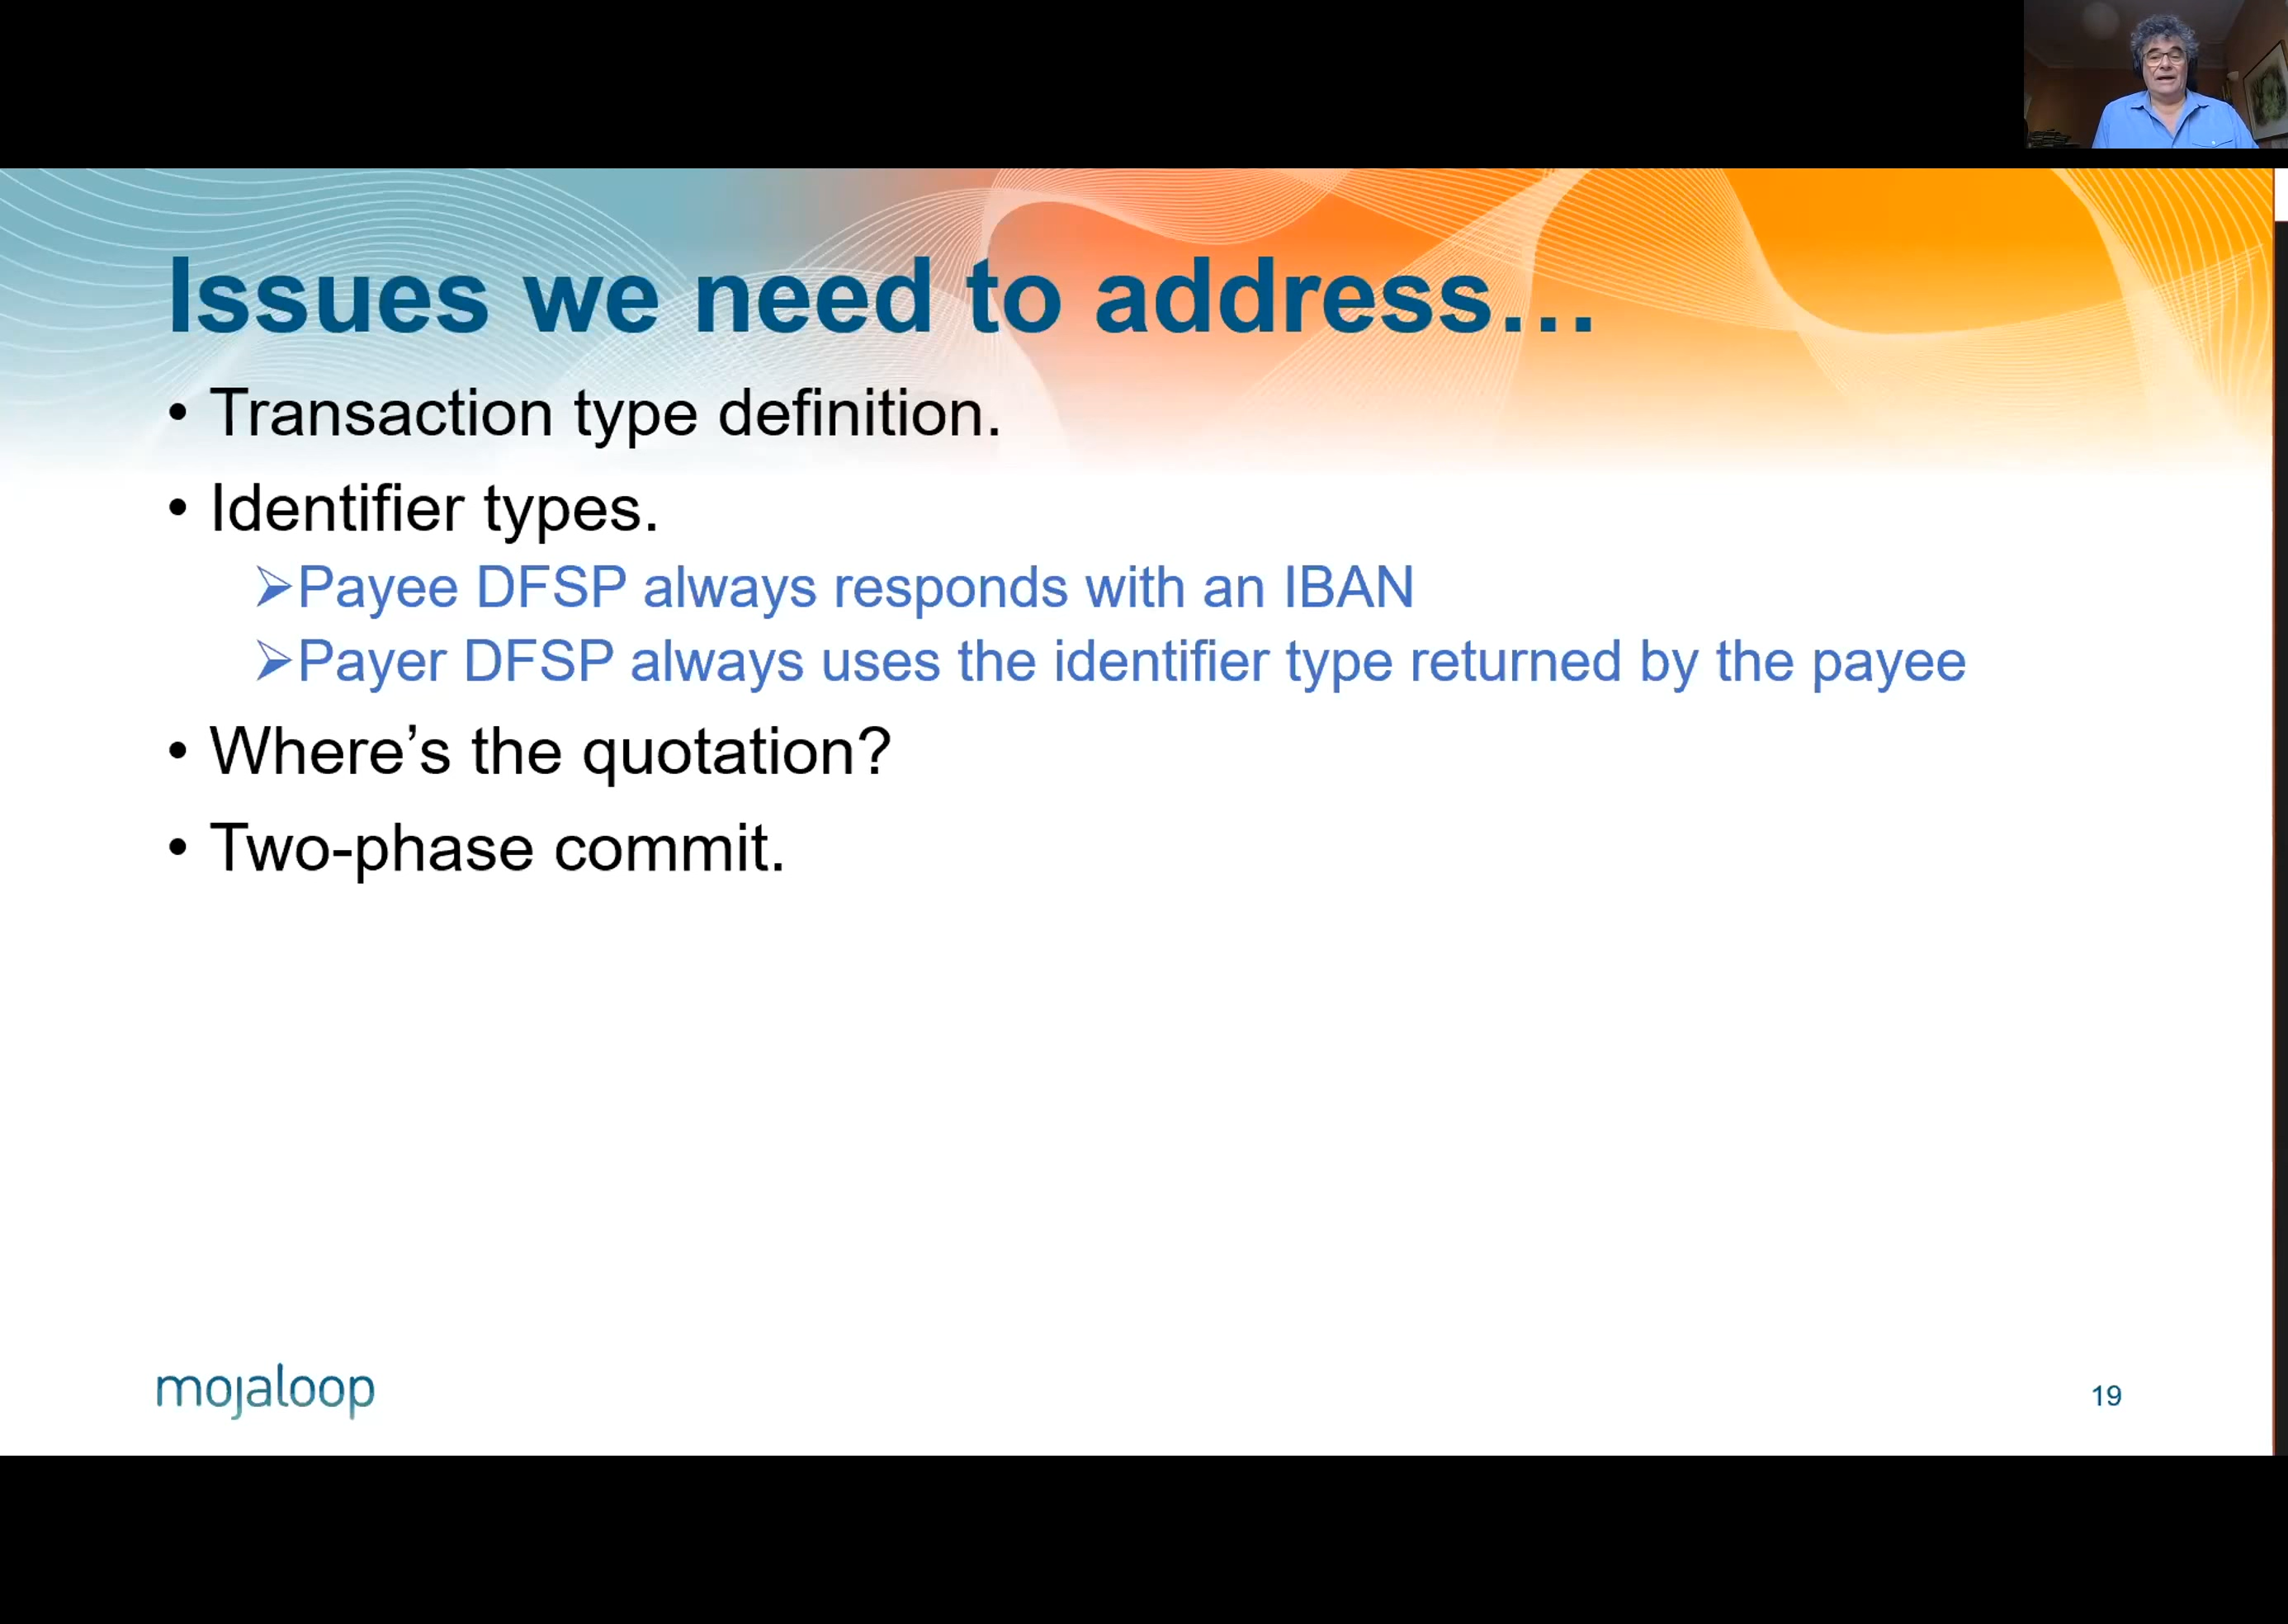 Issues we need to address…
• Transaction type definition.
• Identifier types.
➢Payee DFSP always responds with an IBAN
➢Payer DFSP always uses the identifier type returned by the payee
• Where’s the quotation?
• Two-phase commit.
mojaloop
19